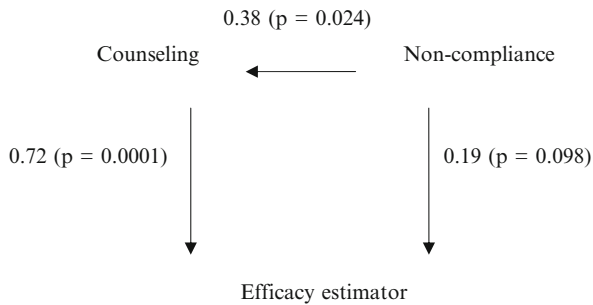 0.38 (p = 0.024)
Counseling
Non-compliance
0.72 (p = 0.0001)
0.19 (p = 0.098)
Efficacy estimator